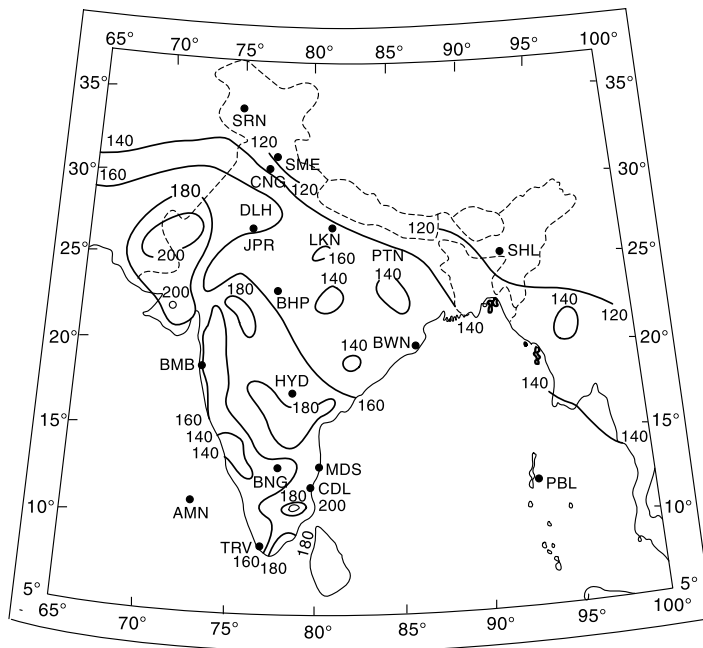 65° 70° 75° 80° 85° 90° 95° 100°
35° 35°
SRN
140 120
SME
30° 160 CNG 120 30°
180 DLH
120
JPR LKN PTN SHL
25° 200 160 25°
140
200 180 BHP 140
120
140
20° 140 BWN 20°
BMB
HYD 140
160 180 160
15° 140 15°
140 140
BNG MDS
180 CDL PBL
10° AMN 200 10°
TRV 180
160 180
5° 5°
65° 100°
70° 75° 80° 85° 90° 95°